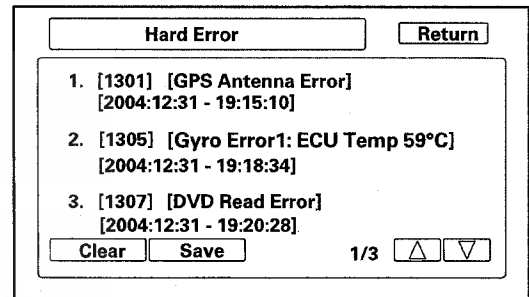 Hard Error
Return
1. [1301] [GPS Antenna Error]
[2004:12:31 - 19:15:10]
2. [1305] [Gyro Error1: ECU Temp 59°C]
[2004:12:31 - 19:18:34]
3. [1307] [DVD Read Error]
[2004:12:31 - 19:20:28]
Clear Save 1/3 △ ▽